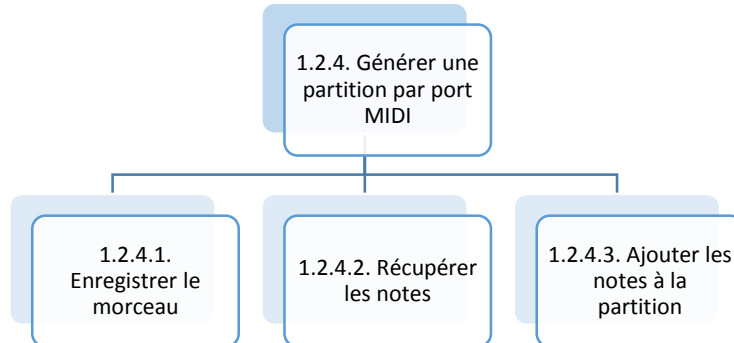 1.2.4. Générer une
partition par port
MIDI
1.2.4.1.
Enregistrer le
morceau
1.2.4.2. Récupérer
les notes
1.2.4.3. Ajouter les
notes à la
partition